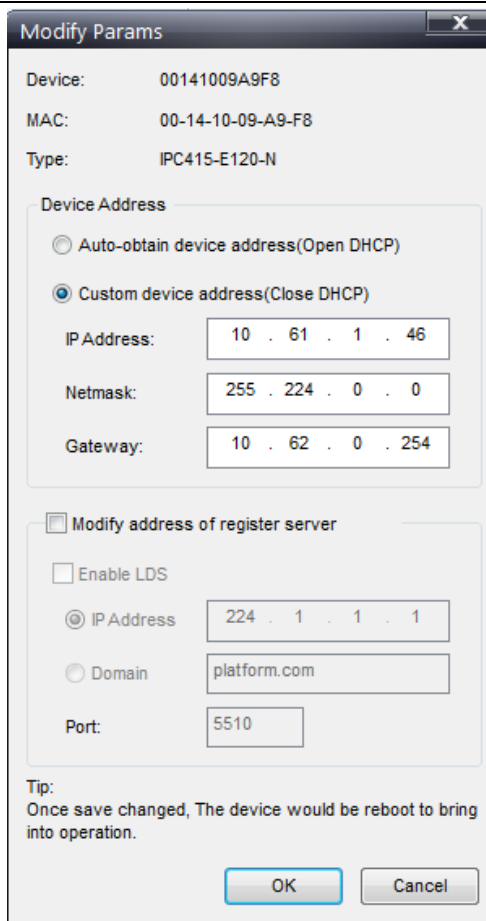 Modify Params
x
Device: 00141009A9F8
MAC: 00-14-10-09-A9-F8
Type: IPC415-E120-N
Device Address
Auto-obtain device address(Open DHCP)
Custom device address(Close DHCP)
IP Address: 10 . 61 . 1 . 46
Netmask: 255 . 224 . 0 . 0
Gateway: 10 . 62 . 0 . 254
Modify address of register server
Enable LDS
IP Address 224 . 1 . 1 . 1
Domain platform.com
Port: 5510
Tip:
Once save changed, The device would be reboot to bring
into operation.
OK Cancel